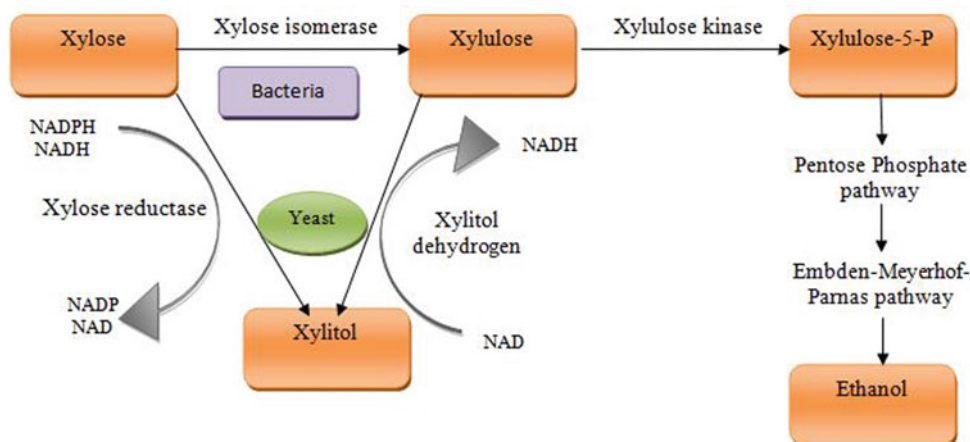 Xylose
Xylose isomerase
Xylulose
Xylulose kinase
Xylulose-5-P
Bacteria
NADPH
NADH
NADH
Xylose reductase
Yeast
Xylitol
dehydrogen
Pentose Phosphate
pathway
Embden-Meyerhof-
Parnas pathway
NADP
NAD
Xylitol
NAD
Ethanol